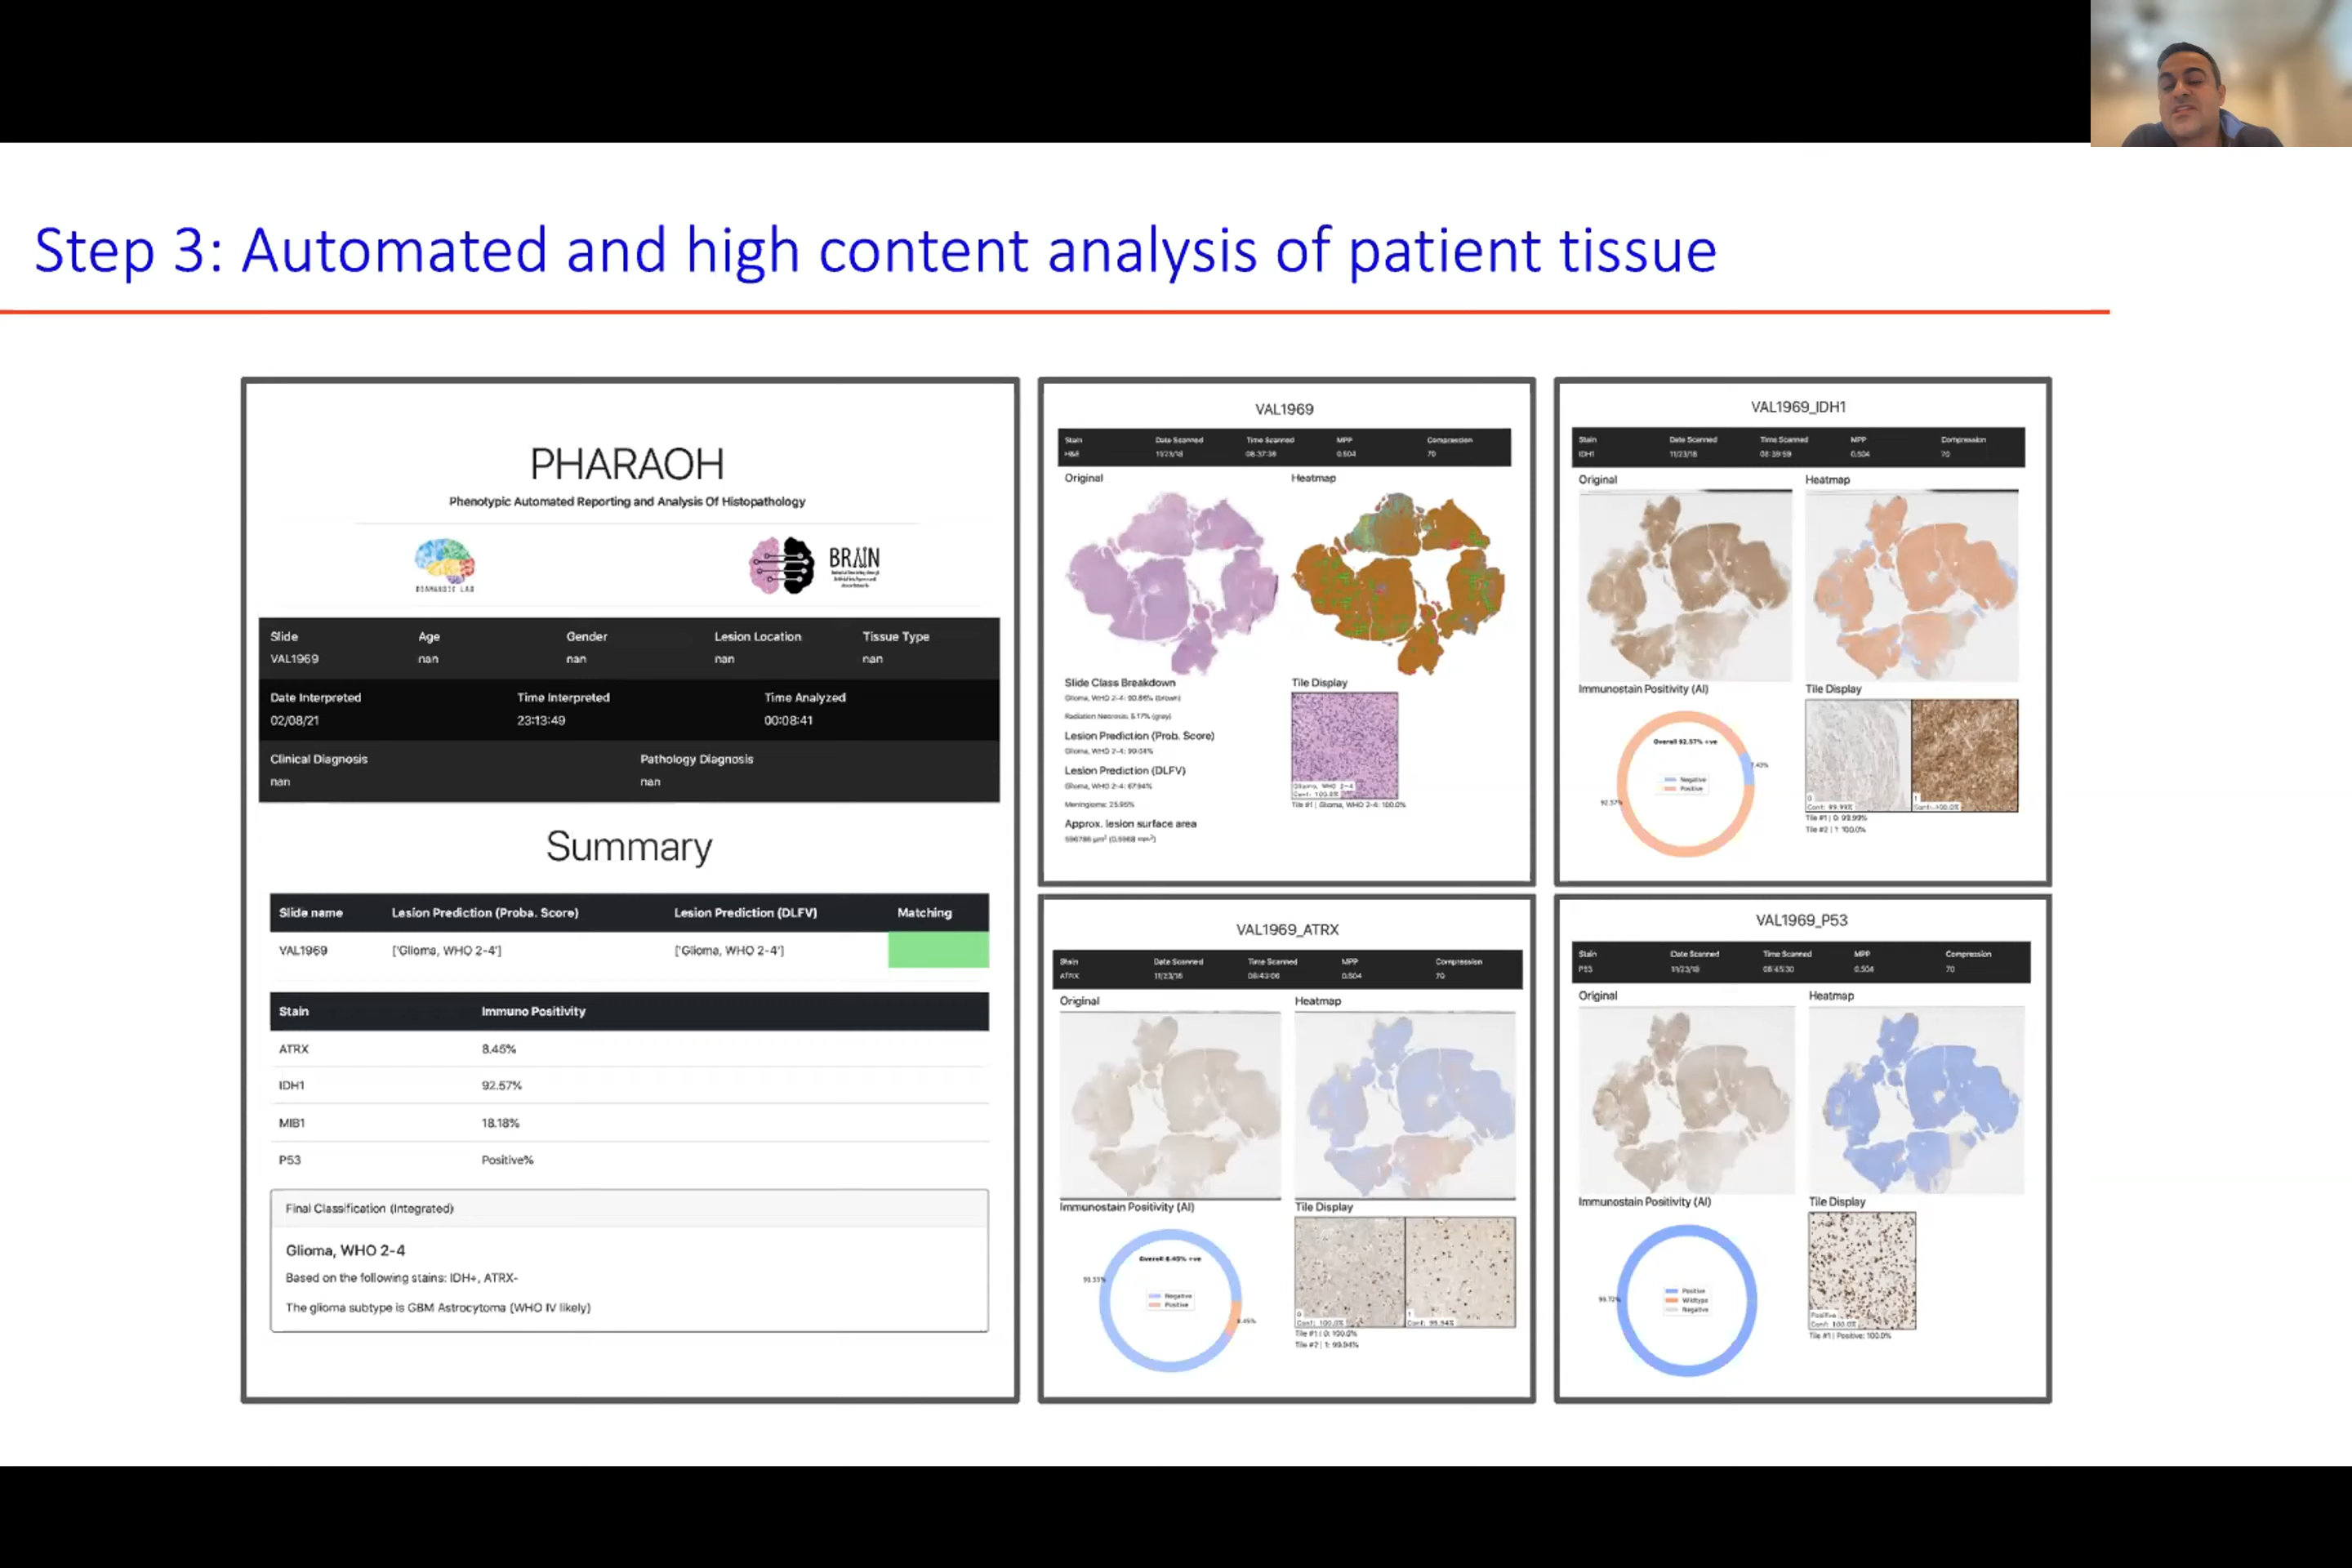 Step 3: Automated and high content analysis of patient tissue
PHARAOH
Phenotypic Automated Reporting and Analysis Of Histopathology
DIAMANDIS LAB
BRAIN
Slide Age Gender Lesion Location Tissue Type
VAL1969 nan nan nan nan
Date Interpreted Time Interpreted Time Analyzed
02/08/21 23:13:49 00:08:41
Clinical Diagnosis Pathology Diagnosis
nan nan
Summary
Slide name Lesion Prediction (Proba. Score) Lesion Prediction (DLFV) Matching
VAL1969 ['Glioma, WHO 2-4'] ['Glioma, WHO 2-4']
Stain Immuno Positivity
ATRX 8.45%
IDH1 92.57%
MIB1 18.18%
P53 Positive%
Final Classification (Integrated)
Glioma, WHO 2-4
Based on the following stains: IDH+, ATRX-
The glioma subtype is GBM Astrocytoma (WHO IV likely)
VAL1969
Stain Date Scanned Time Scanned MPP Compression
H&E 11/23/18 08:37:38 0.504 70
Original Heatmap
Slide Class Breakdown
Glioma, WHO 2-4: 90.86% (brown)
Radiation Necrosis: 5.17% (gray)
Lesion Prediction (Prob. Score)
Glioma, WHO 2-4: 99.04%
Lesion Prediction (DLFV)
Glioma, WHO 2-4: 67.94%
Meningioma: 25.95%
Approx. lesion surface area
Tile Display
Glioma, WHO 2-4
Conf: 100.0%
Tile #1 | Glioma, WHO 2-4: 100.0%
VAL1969_IDH1
Stain Date Scanned Time Scanned MPP Compression
IDH1 11/23/18 08:39:59 0.504 70
Original Heatmap
Immunostain Positivity (AI)
Overall 92.57% +ve
Negative
Positive
7.43%
92.57%
Tile Display
0
Conf: 99.99%
1
Conf: 100.0%
Tile #1 | 0: 99.99%
Tile #2 | 1: 100.0%
VAL1969_ATRX
Stain Date Scanned Time Scanned MPP Compression
ATRX 11/23/18 08:43:06 0.504 70
Original Heatmap
Immunostain Positivity (AI)
Overall 8.45% +ve
Negative
Positive
8.45%
Tile Display
0
Conf: 100.0%
1
Conf: 99.94%
Tile #1 | 0: 100.0%
Tile #2 | 1: 99.94%
VAL1969_P53
Stain Date Scanned Time Scanned MPP Compression
P53 11/23/18 08:45:30 0.504 70
Original Heatmap
Immunostain Positivity (AI)
Positive
Wildtype
Negative
Tile Display
Positive
Conf: 100.0%
Tile #1 | Positive: 100.0%